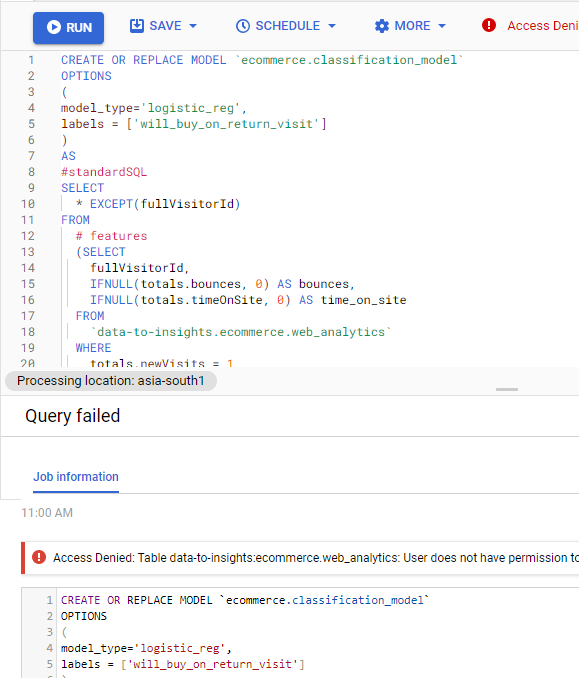 RUN SAVE SCHEDULE MORE Access Deni
1 CREATE OR REPLACE MODEL `ecommerce.classification_model`
2 OPTIONS
3 (
4 model_type='logistic_reg',
5 labels = ['will_buy_on_return_visit']
6 )
7 AS
8 #standardSQL
9 SELECT
10 * EXCEPT(fullVisitorId)
11 FROM
12 # features
13 (SELECT
14 fullVisitorId,
15 IFNULL(totals.bounces, 0) AS bounces,
16 IFNULL(totals.timeOnSite, 0) AS time_on_site
17 FROM
18 `data-to-insights.ecommerce.web_analytics`
19 WHERE
20 totals.newVisits = 1
Processing location: asia-south1
Query failed
Job information
11:00 AM
Access Denied: Table data-to-insights:ecommerce.web_analytics: User does not have permission to
1 CREATE OR REPLACE MODEL `ecommerce.classification_model`
2 OPTIONS
3 (
4 model_type='logistic_reg',
5 labels = ['will_buy_on_return_visit']